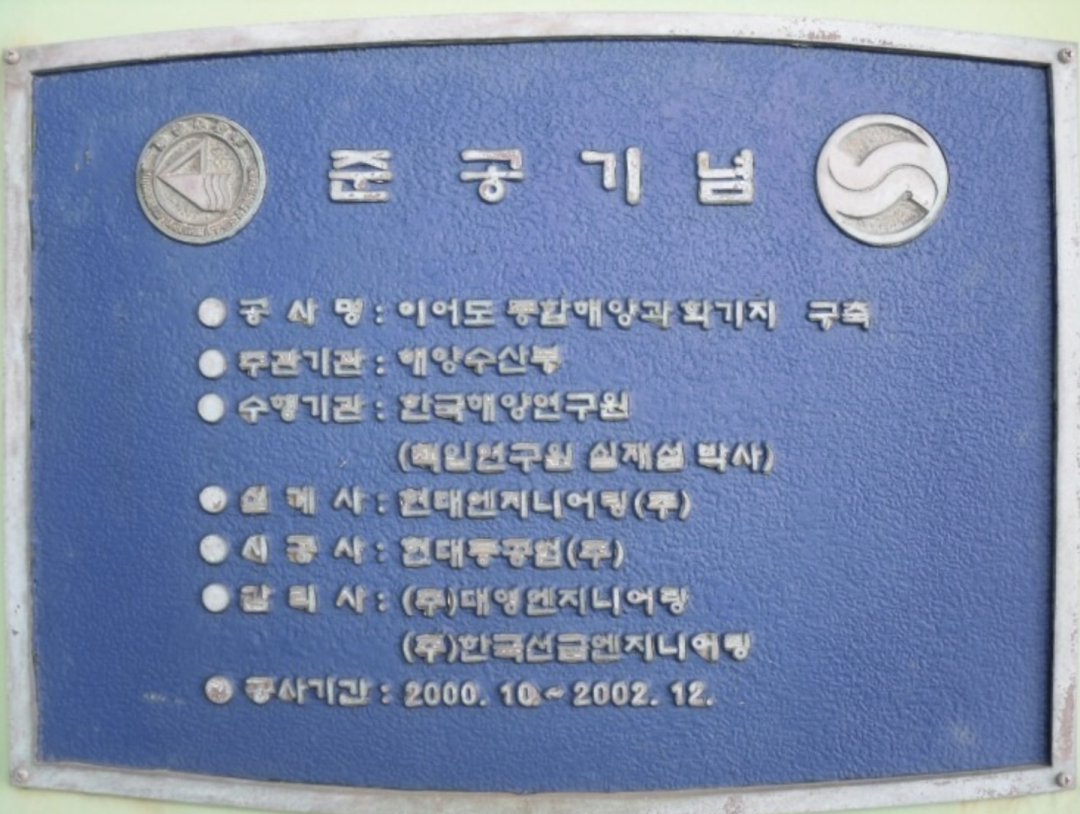 준공기념
공 사 명 : 이어도 종합해양과학기지 구축
주관기관 : 해양수산부
수행기관 : 한국해양연구원
(책임연구원 심재설 박사)
설 계 사 : 현대엔지니어링(주)
시 공 사 : 현대중공업(주)
감 리 사 : (주)대영엔지니어링
(주)한국선급엔지니어링
공사기간 : 2000. 10.~ 2002. 12.